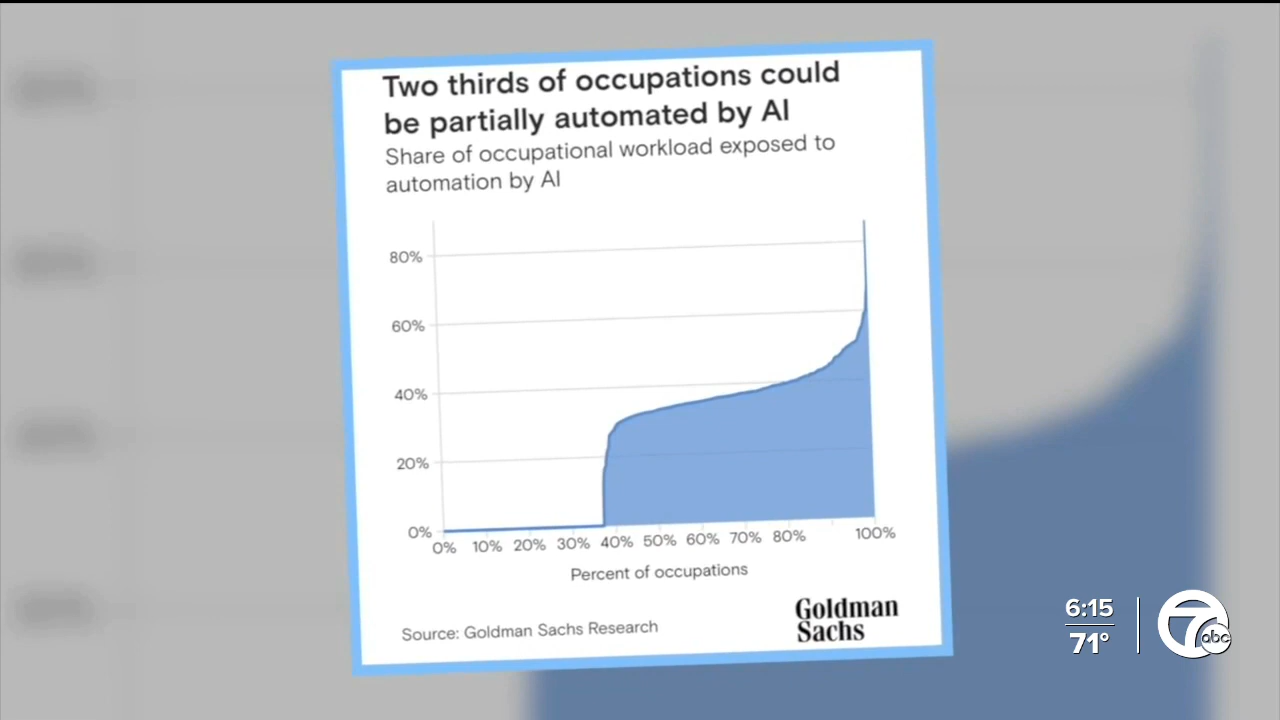 Two thirds of occupations could
be partially automated by AI
Share of occupational workload exposed to
automation by AI
80%
60%
40%
20%
0%
0% 10% 20% 30% 40% 50% 60% 70% 80% 100%
Percent of occupations
Source: Goldman Sachs Research
Goldman
Sachs
6:15
71°
7
abc